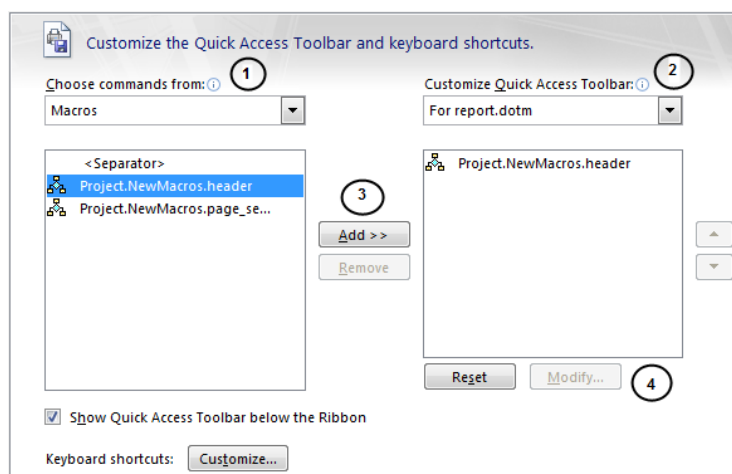 Customize the Quick Access Toolbar and keyboard shortcuts.
Choose commands from: 1
Customize Quick Access Toolbar: 2
Macros
For report.dotm
<Separator>
Project.NewMacros.header
Project.NewMacros.page_se...
Project.NewMacros.header
3
Add >>
Remove
Reset
Modify...
4
Show Quick Access Toolbar below the Ribbon
Keyboard shortcuts: Customize...